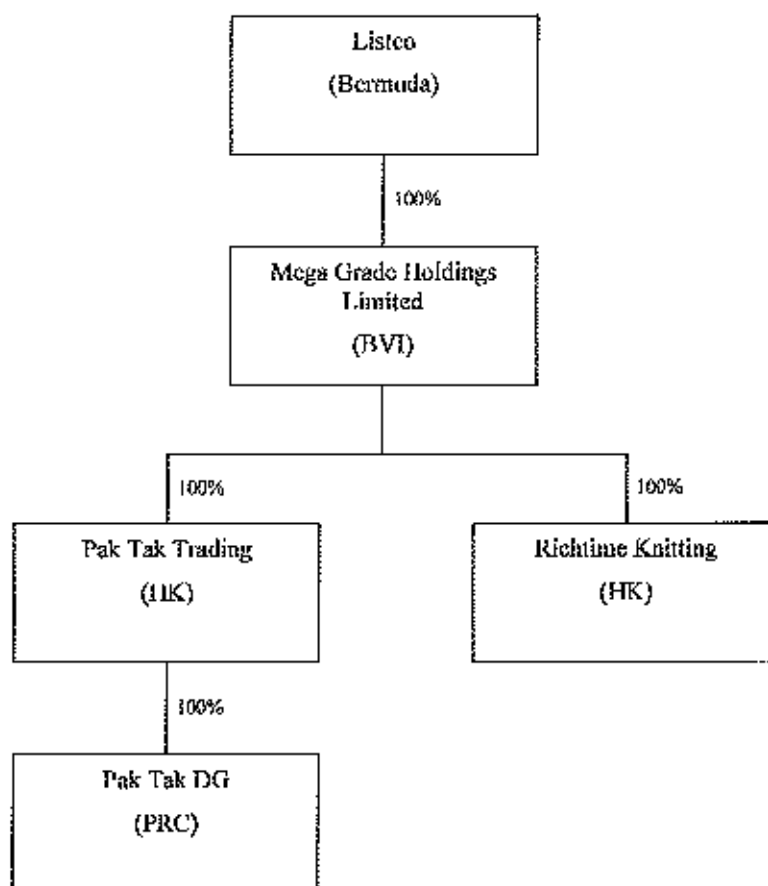 Listco
(Bermuda)
100%
Mega Grade Holdings
Limited
(BVI)
100%
100%
Pak Tak Trading
(HK)
Richtime Knitting
(HK)
100%
Pak Tak DG
(PRC)